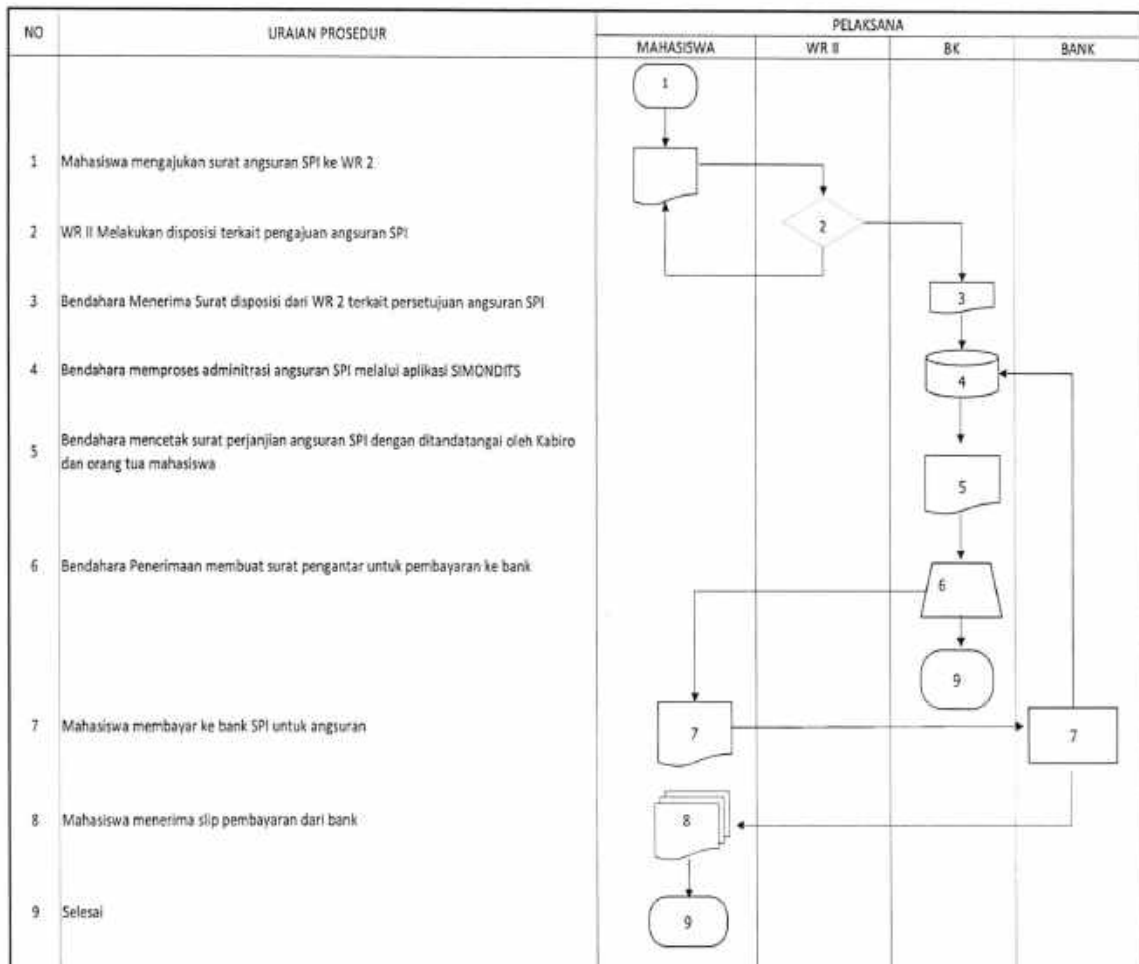 NO
URAIAN PROSEDUR
PELAKSANA
MAHASISWA
WR II
BK
BANK
1
1
Mahasiswa mengajukan surat angsuran SPI ke WR 2
2
WR II Melakukan disposisi terkait pengajuan angsuran SPI
2
3
Bendahara Menerima Surat disposisi dari WR 2 terkait persetujuan angsuran SPI
3
4
Bendahara memproses adminitrasi angsuran SPI melalui aplikasi SIMONDITS
4
5
Bendahara mencetak surat perjanjian angsuran SPI dengan ditandatangai oleh Kabiro
dan orang tua mahasiswa
5
6
Bendahara Penerimaan membuat surat pengantar untuk pembayaran ke bank
6
9
7
Mahasiswa membayar ke bank SPI untuk angsuran
7
7
8
Mahasiswa menerima slip pembayaran dari bank
8
9
Selesai
9